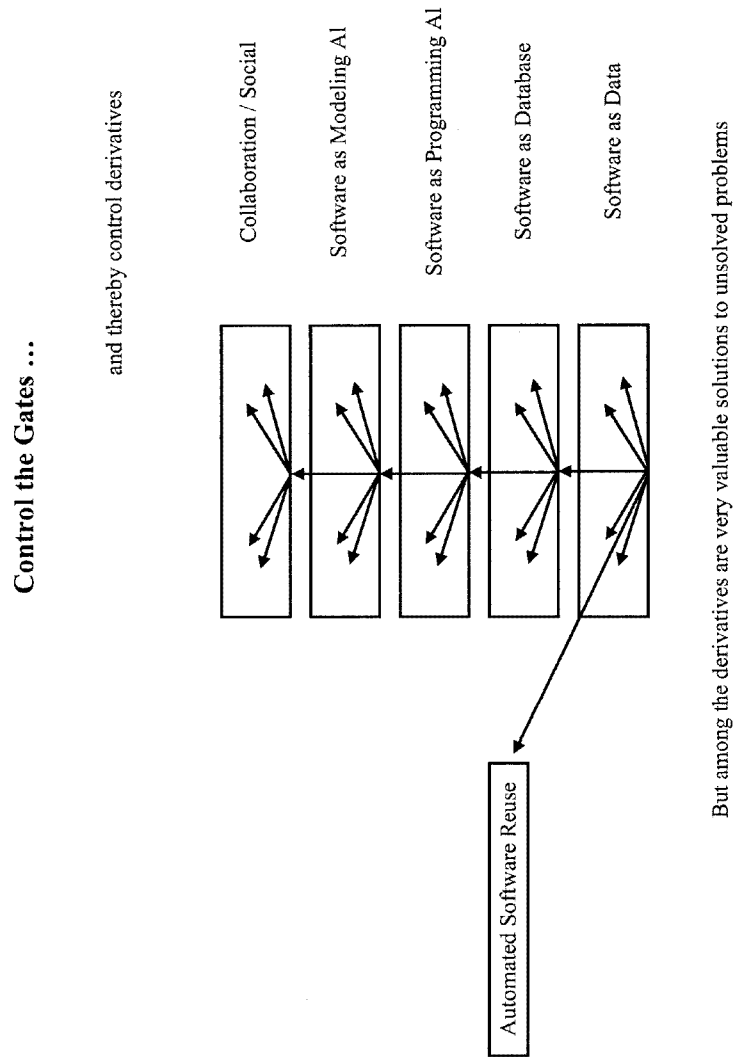 Control the Gates …
and thereby control derivatives
Collaboration / Social
Software as Modeling AI
Software as Programming AI
Automated Software Reuse
Software as Database
Software as Data
But among the derivatives are very valuable solutions to unsolved problems